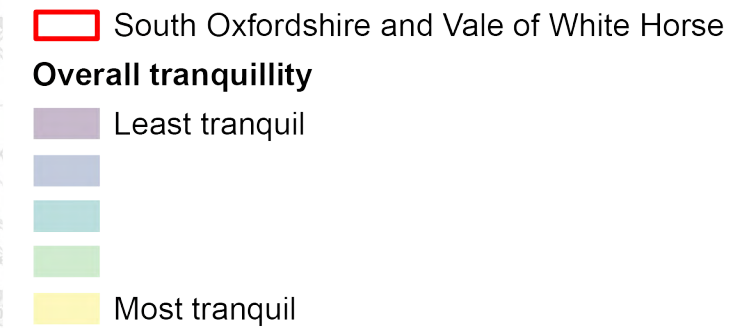 South Oxfordshire and Vale of White Horse
Overall tranquillity
Least tranquil
Most tranquil